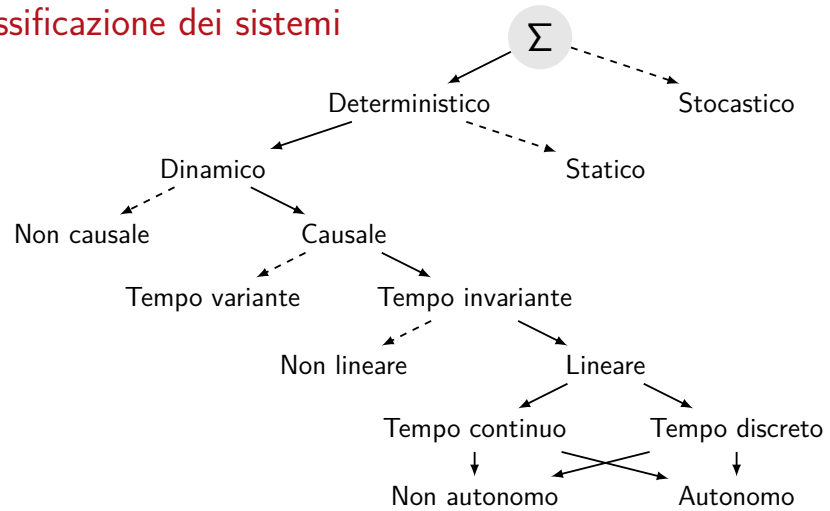 ssificazione dei sistemi
Σ
Deterministico Stocastico
Dinamico Statico
Non causale Causale
Tempo variante Tempo invariante
Non lineare Lineare
Tempo continuo Tempo discreto
Non autonomo Autonomo